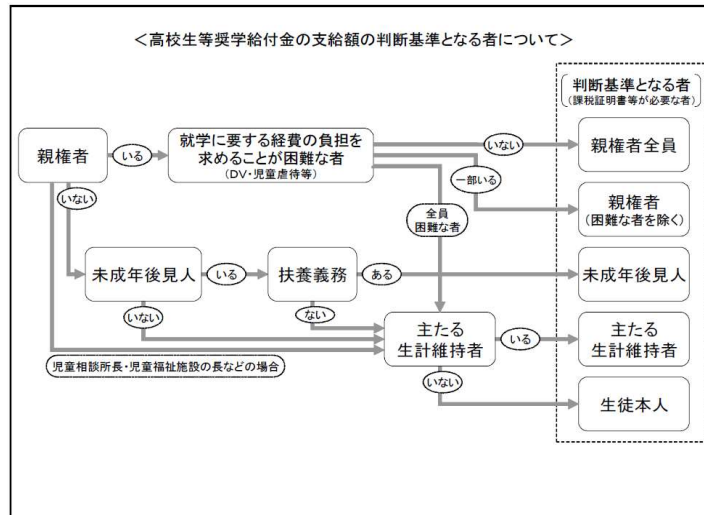 ＜高校生等奨学給付金の支給額の判断基準となる者について＞
判断基準となる者
(課税証明書等が必要な者)
親権者
いる
就学に要する経費の負担を
求めることが困難な者
(DV・児童虐待等)
いない
親権者全員
一部いる
親権者
(困難な者を除く)
全員
困難な者
いない
未成年後見人
いる
扶養義務
ある
未成年後見人
いない
ない
主たる
生計維持者
いる
主たる
生計維持者
児童相談所長・児童福祉施設の長などの場合
いない
生徒本人